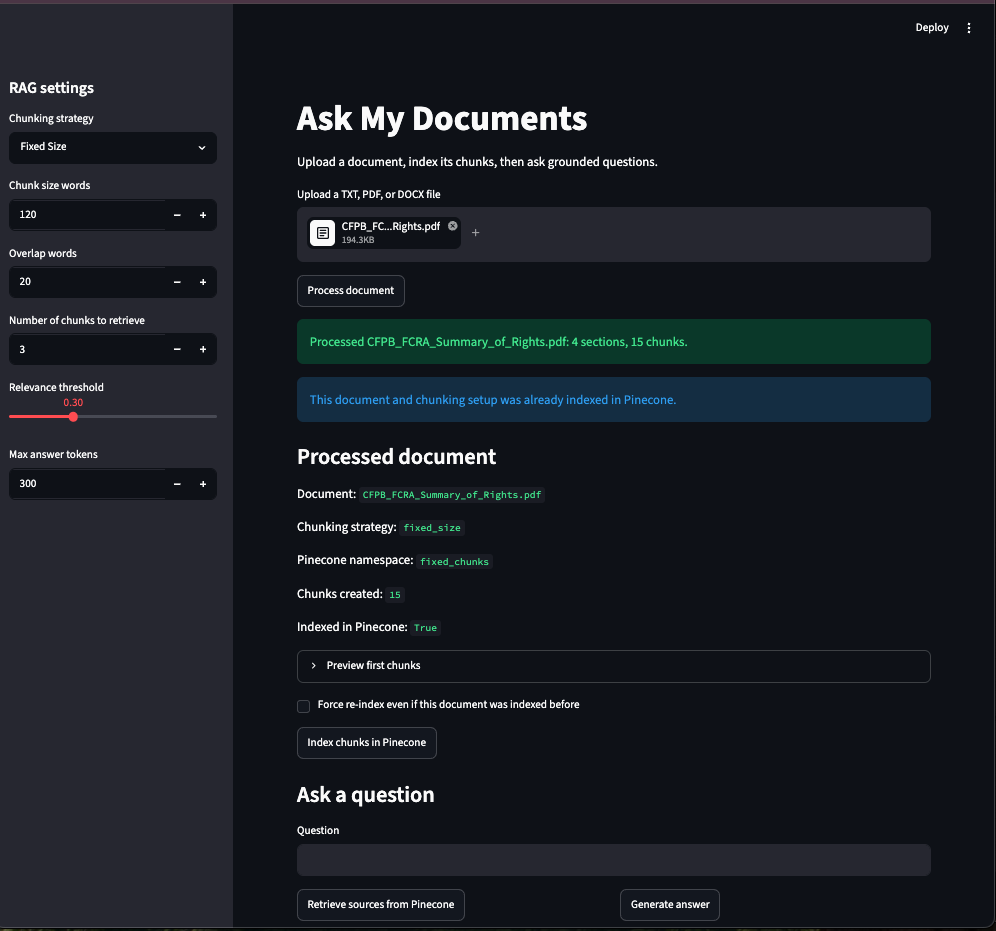 Deploy
RAG settings
Chunking strategy
Fixed Size
Chunk size words
120
Overlap words
20
Number of chunks to retrieve
3
Relevance threshold
0.30
Max answer tokens
300
Ask My Documents
Upload a document, index its chunks, then ask grounded questions.
Upload a TXT, PDF, or DOCX file
CFPB_FC...Rights.pdf
194.3KB
Process document
Processed CFPB_FCRA_Summary_of_Rights.pdf: 4 sections, 15 chunks.
This document and chunking setup was already indexed in Pinecone.
Processed document
Document: CFPB_FCRA_Summary_of_Rights.pdf
Chunking strategy: fixed_size
Pinecone namespace: fixed_chunks
Chunks created: 15
Indexed in Pinecone: True
Preview first chunks
Force re-index even if this document was indexed before
Index chunks in Pinecone
Ask a question
Question
Retrieve sources from Pinecone
Generate answer